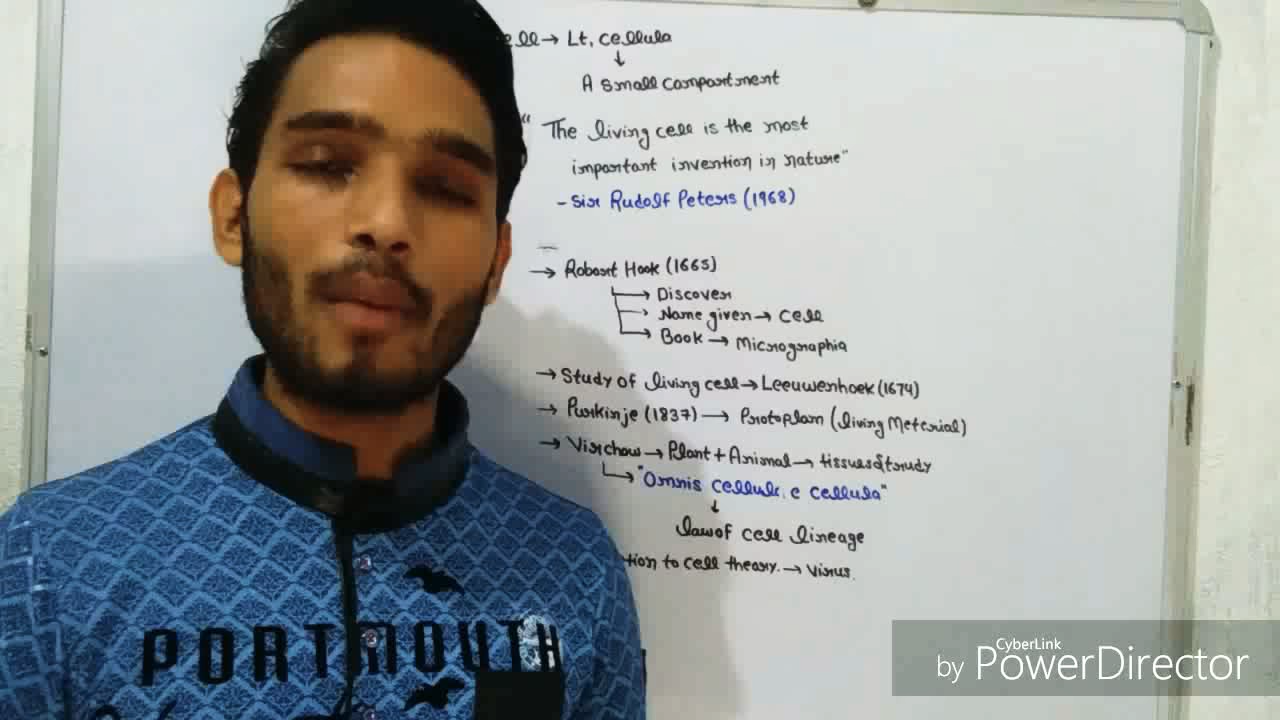 ell → Lt, cellula
↓
A small compartment
" The living cell is the most
important invention in nature"
- Sir Rudolf Peters (1968)
→ Robert Hook (1665)
→ Discover
→ Name given → cell
→ Book → Micrographia
→ Study of living cell → Leeuwenhoek (1674)
→ Purkinje (1837) → Protoplam (living Meterial)
→ Virchow → Plant + Animal → tissues study
→ "Omnis cellula e cellula"
↓
law of cell lineage
tion to cell theory. → Virus.
PORTMOUTH
CyberLink
by PowerDirector